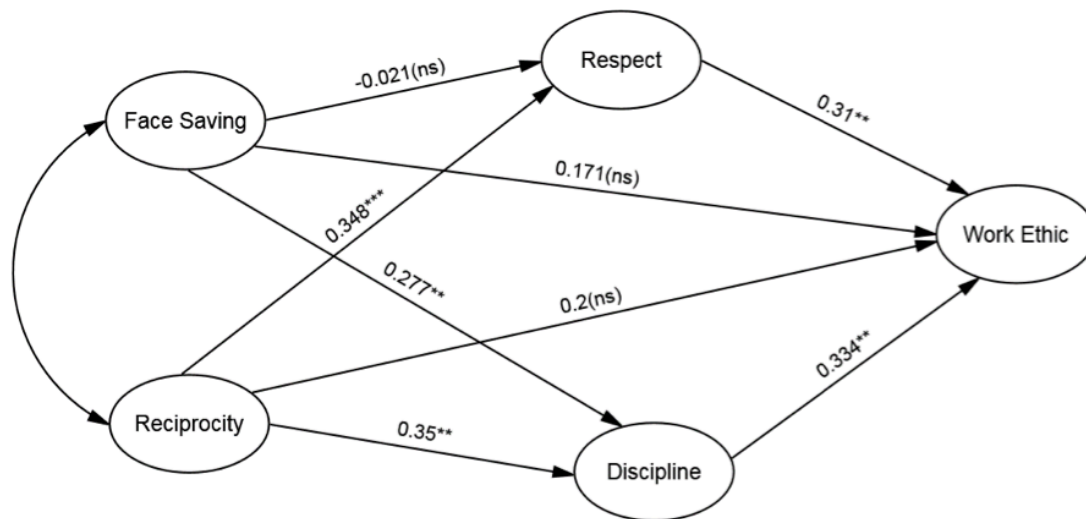 Respect
-0.021(ns)
Face Saving
0.31**
0.171(ns)
0.348***
Work Ethic
0.277**
0.2(ns)
0.334**
Reciprocity
0.35**
Discipline